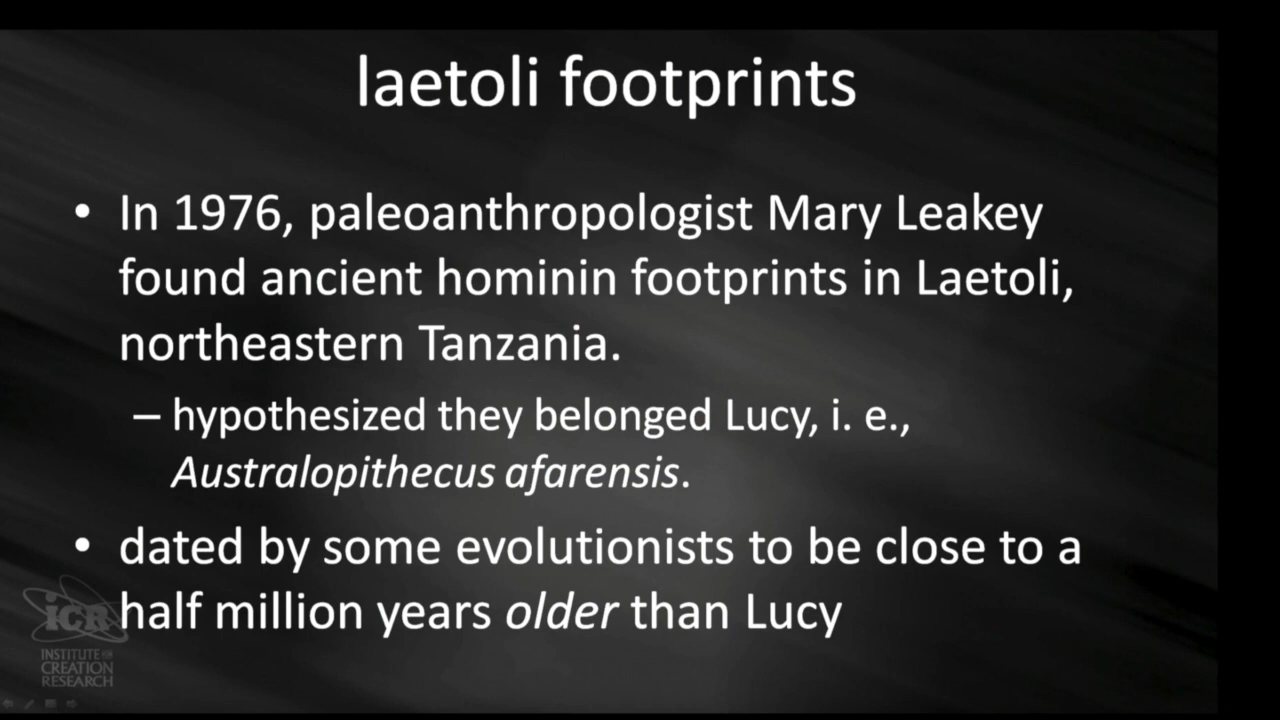 laetoli footprints
• In 1976, paleoanthropologist Mary Leakey
found ancient hominin footprints in Laetoli,
northeastern Tanzania.
– hypothesized they belonged Lucy, i. e.,
Australopithecus afarensis.
• dated by some evolutionists to be close to a
half million years older than Lucy
iCR
INSTITUTE FOR
CREATION
RESEARCH